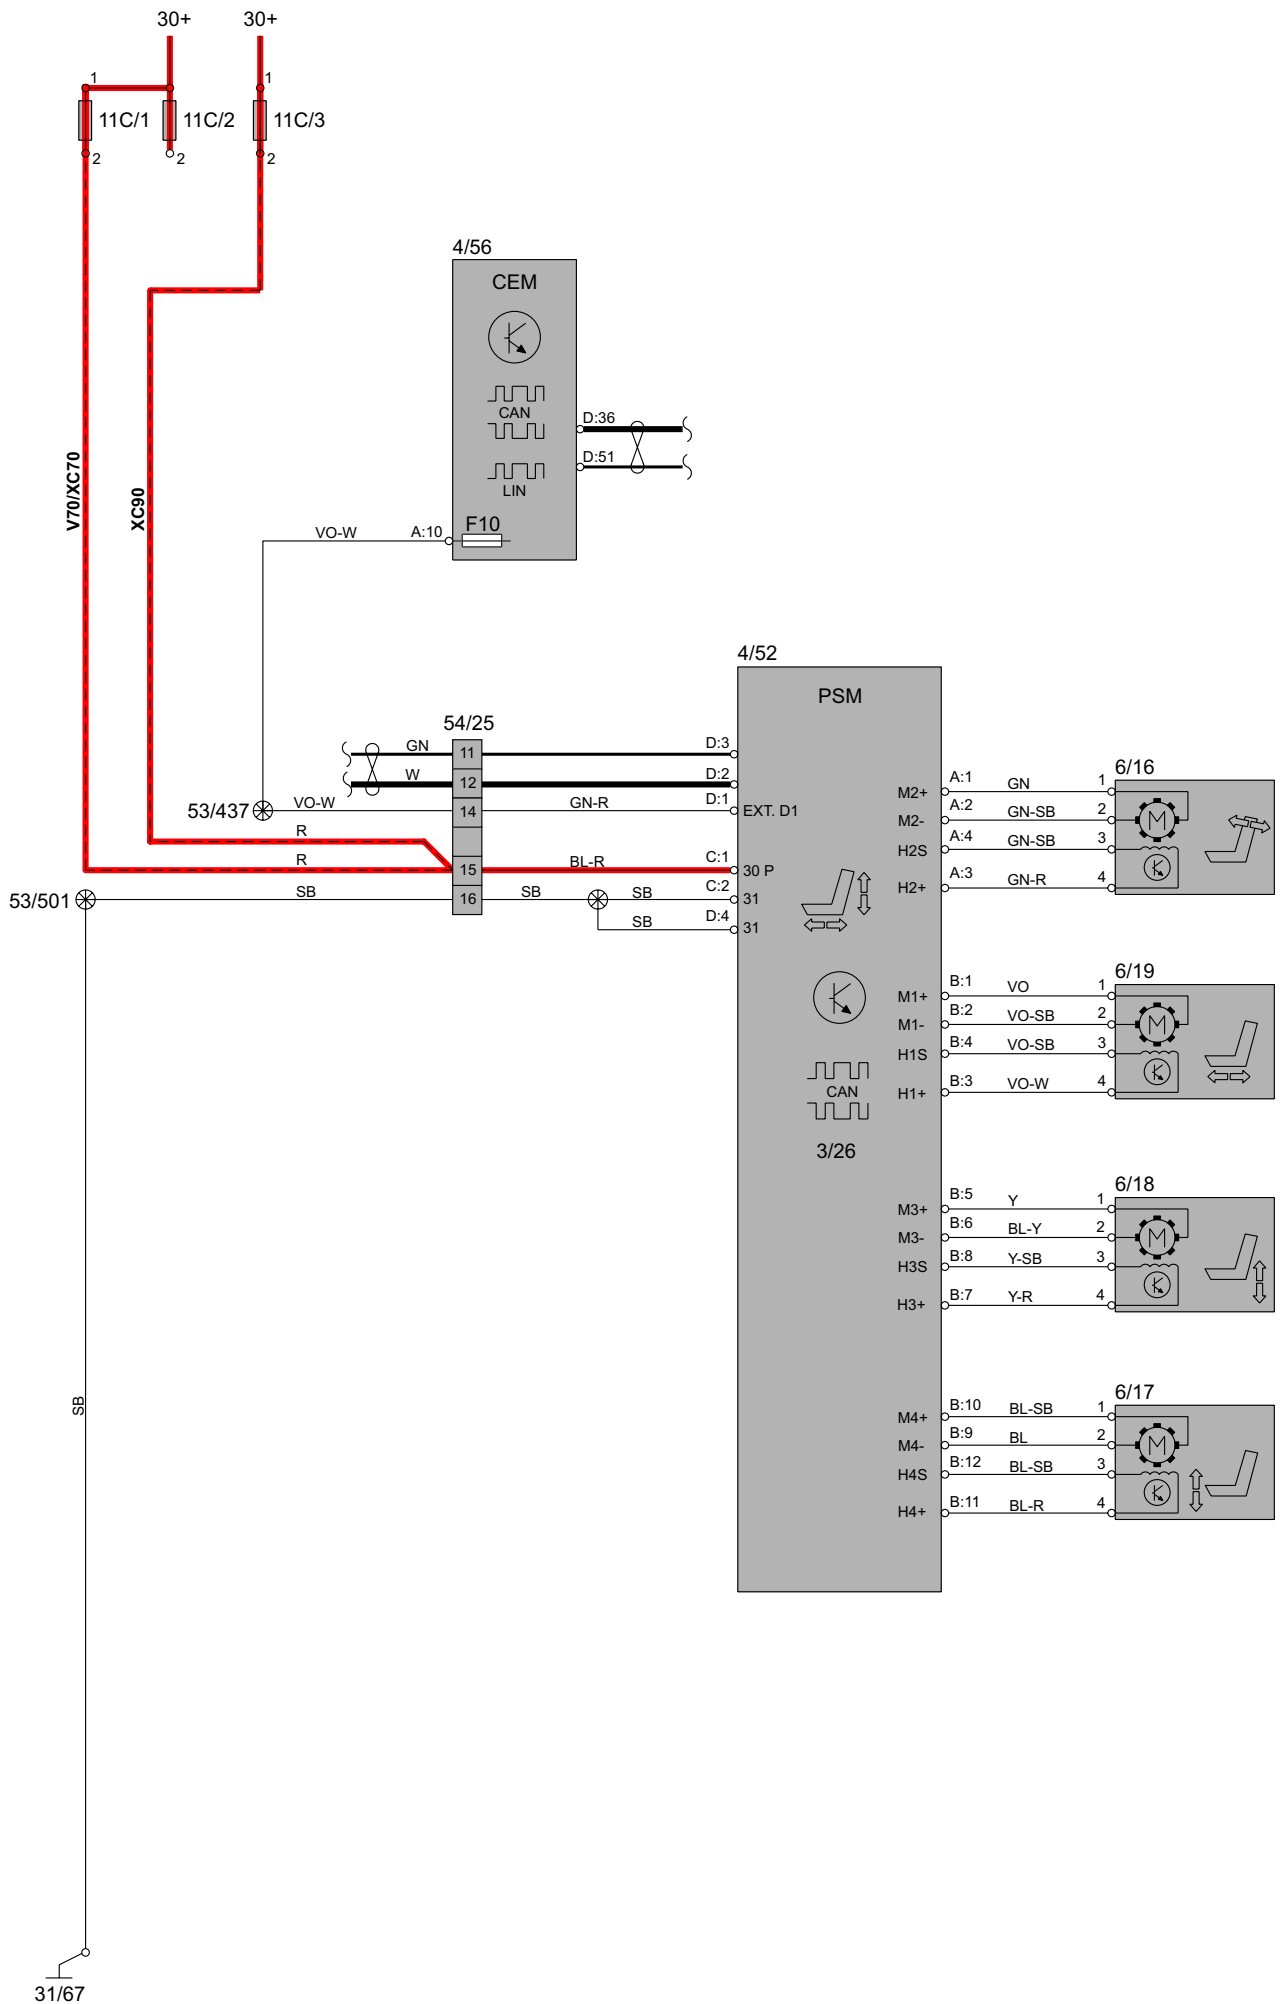 30+ 30+
1 1
11C/1 11C/2 11C/3
2 2 2
4/56
CEM
CAN
D:36
D:51
LIN
V70/XC70
XC90
VO-W A:10 F10
4/52
PSM
54/25
GN 11 D:3
W 12 D:2
53/437 VO-W 14 GN-R D:1 EXT. D1
R
R 15 BL-R C:1 30 P
53/501 SB 16 SB SB C:2 31
SB D:4 31
6/16
M2+ A:1 GN 1
M2- A:2 GN-SB 2 M
H2S A:4 GN-SB 3
H2+ A:3 GN-R 4
6/19
M1+ B:1 VO 1
M1- B:2 VO-SB 2 M
H1S B:4 VO-SB 3
H1+ B:3 VO-W 4
CAN
3/26
6/18
M3+ B:5 Y 1
M3- B:6 BL-Y 2 M
H3S B:8 Y-SB 3
H3+ B:7 Y-R 4
6/17
M4+ B:10 BL-SB 1
M4- B:9 BL 2 M
H4S B:12 BL-SB 3
H4+ B:11 BL-R 4
SB
31/67